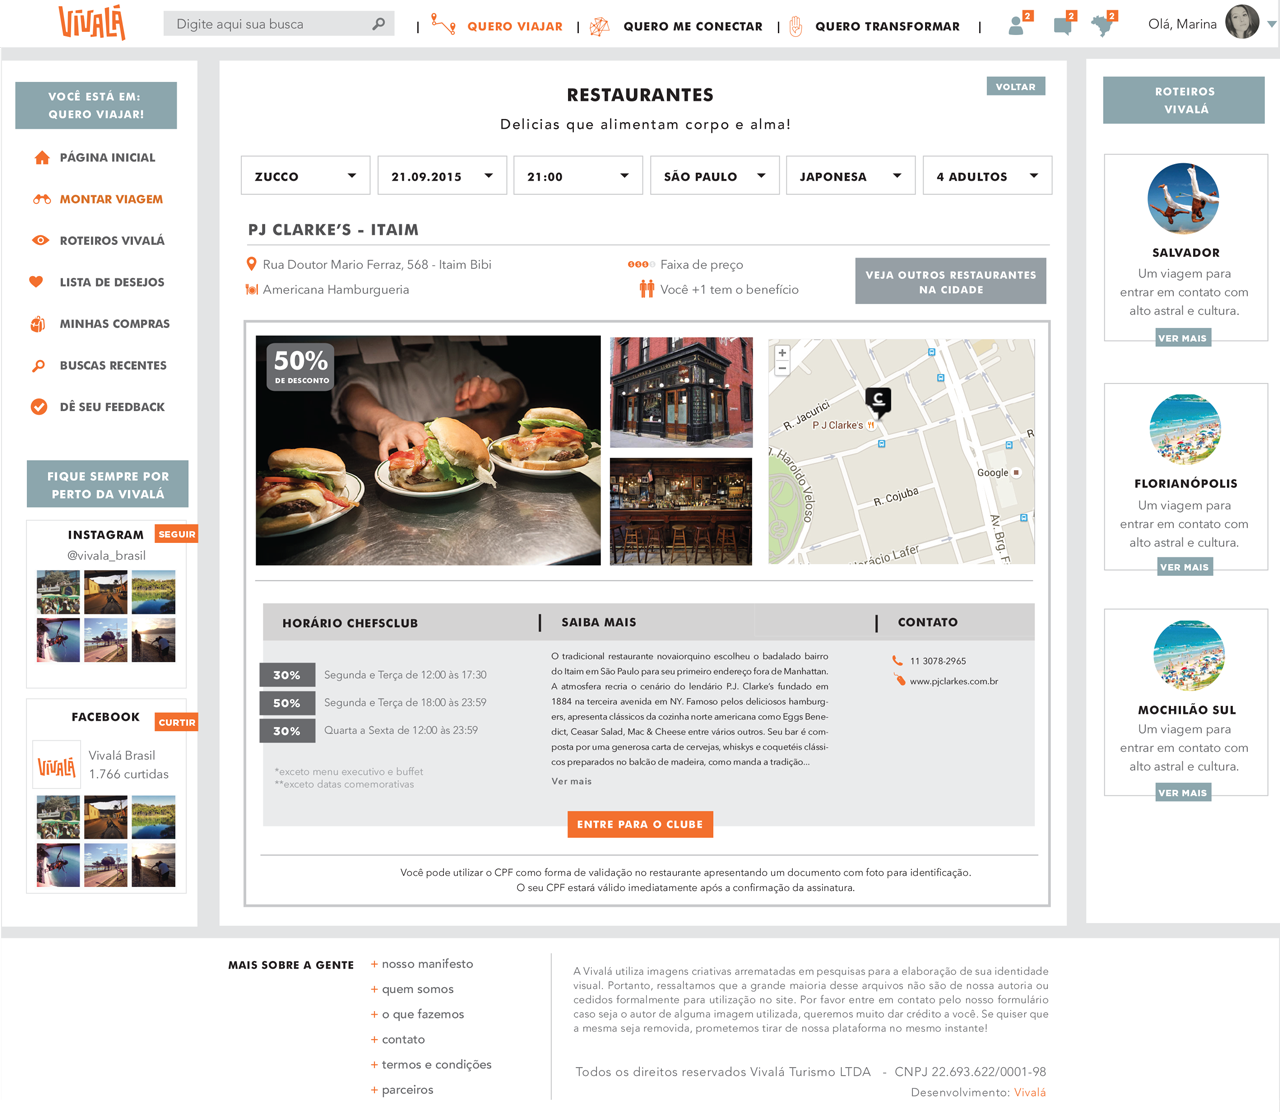 VIVALÁ
Digite aqui sua busca
| QUERO VIAJAR | QUERO ME CONECTAR | QUERO TRANSFORMAR |
2 2 2
Olá, Marina
VOCÊ ESTÁ EM:
QUERO VIAJAR!
PÁGINA INICIAL
MONTAR VIAGEM
ROTEIROS VIVALÁ
LISTA DE DESEJOS
MINHAS COMPRAS
BUSCAS RECENTES
DÊ SEU FEEDBACK
FIQUE SEMPRE POR
PERTO DA VIVALÁ
INSTAGRAM
SEGUIR
@vivala_brasil
FACEBOOK
CURTIR
VIVALÁ
Vivalá Brasil
1.766 curtidas
RESTAURANTES
VOLTAR
Delicias que alimentam corpo e alma!
ZUCCO 21.09.2015 21:00 SÃO PAULO JAPONESA 4 ADULTOS
PJ CLARKE'S - ITAIM
Rua Doutor Mario Ferraz, 568 - Itaim Bibi
Americana Hamburgueria
$$$$ Faixa de preço
Você +1 tem o benefício
VEJA OUTROS RESTAURANTES
NA CIDADE
50%
DE DESCONTO
+
−
C
R. Jacurici
P J Clarke's
Google
R. Cojuba
n. Haroldo Veloso
Av. Brg. F
orácio Lafer
HORÁRIO CHEFSCLUB
30% Segunda e Terça de 12:00 às 17:30
50% Segunda e Terça de 18:00 às 23:59
30% Quarta a Sexta de 12:00 às 23:59
*exceto menu executivo e buffet
**exceto datas comemorativas
| SAIBA MAIS
O tradicional restaurante novaiorquino escolheu o badalado bairro
do Itaim em São Paulo para seu primeiro endereço fora de Manhattan.
A atmosfera recria o cenário do lendário P.J. Clarke's fundado em
1884 na terceira avenida em NY. Famoso pelos deliciosos hamburg-
ers, apresenta clássicos da cozinha norte americana como Eggs Bene-
dict, Ceasar Salad, Mac & Cheese entre vários outros. Seu bar é com-
posta por uma generosa carta de cervejas, whiskys e coquetéis clássi-
cos preparados no balcão de madeira, como manda a tradição...
Ver mais
| CONTATO
11 3078-2965
www.pjclarkes.com.br
ENTRE PARA O CLUBE
Você pode utilizar o CPF como forma de validação no restaurante apresentando um documento com foto para identificação.
O seu CPF estará válido imediatamente após a confirmação da assinatura.
ROTEIROS
VIVALÁ
SALVADOR
Um viagem para
entrar em contato com
alto astral e cultura.
VER MAIS
FLORIANÓPOLIS
Um viagem para
entrar em contato com
alto astral e cultura.
VER MAIS
MOCHILÃO SUL
Um viagem para
entrar em contato com
alto astral e cultura.
VER MAIS
MAIS SOBRE A GENTE
+ nosso manifesto
+ quem somos
+ o que fazemos
+ contato
+ termos e condições
+ parceiros
A Vivalá utiliza imagens criativas arrematadas em pesquisas para a elaboração de sua identidade
visual. Portanto, ressaltamos que a grande maioria desse arquivos não são de nossa autoria ou
cedidos formalmente para utilização no site. Por favor entre em contato pelo nosso formulário
caso seja o autor de alguma imagem utilizada, queremos muito dar crédito a você. Se quiser que
a mesma seja removida, prometemos tirar de nossa plataforma no mesmo instante!
Todos os direitos reservados Vivalá Turismo LTDA - CNPJ 22.693.622/0001-98
Desenvolvimento: Vivalá